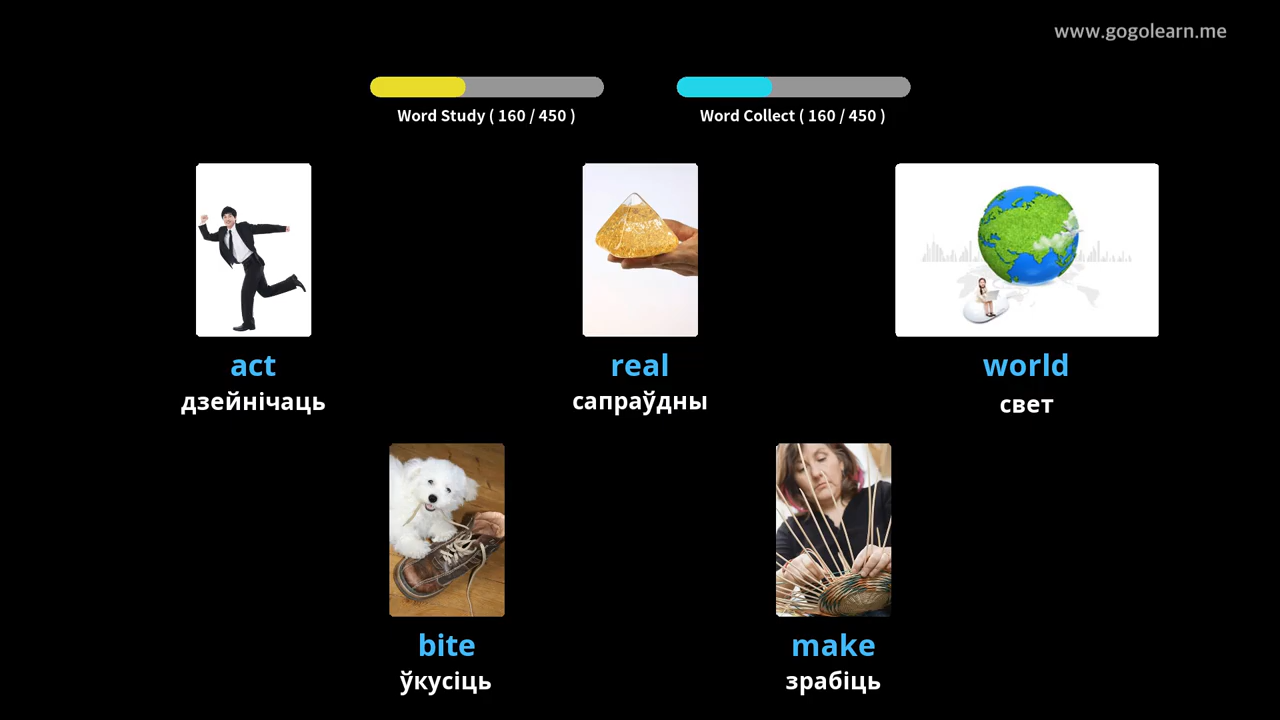 www.gogolearn.me
Word Study ( 160 / 450 )
Word Collect ( 160 / 450 )
act
дзейнічаць
real
сапраўдны
world
свет
bite
ўкусіць
make
зрабіць